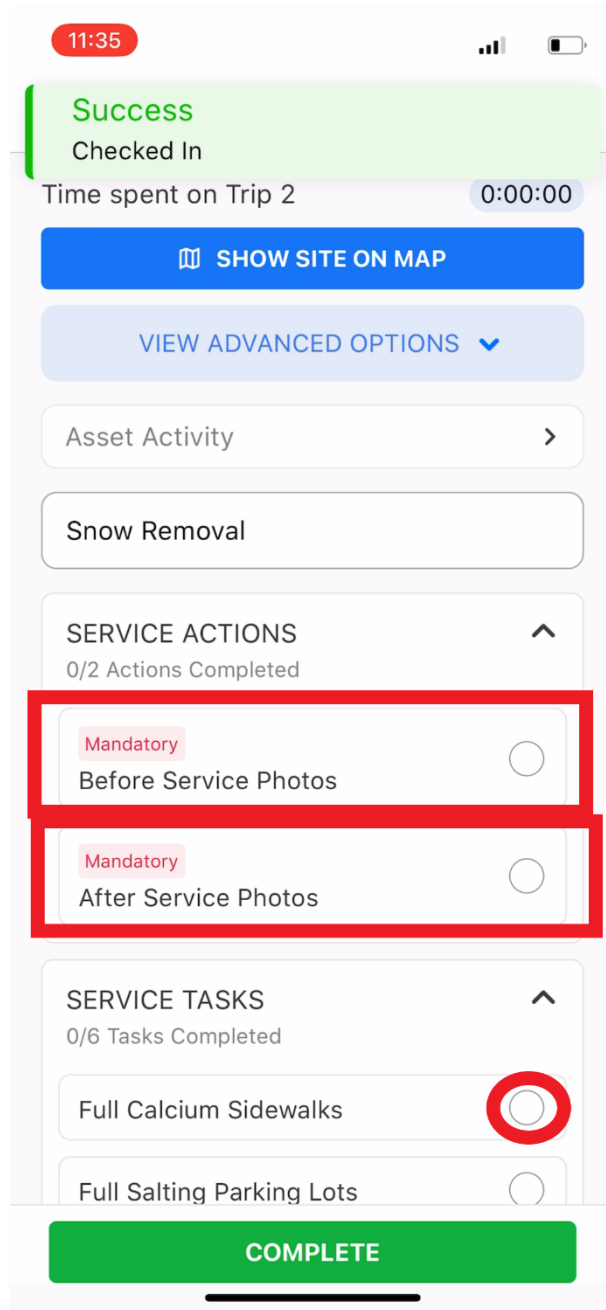 11:35
Success
Checked In
Time spent on Trip 2 0:00:00
SHOW SITE ON MAP
VIEW ADVANCED OPTIONS
Asset Activity
Snow Removal
SERVICE ACTIONS
0/2 Actions Completed
Mandatory
Before Service Photos
Mandatory
After Service Photos
SERVICE TASKS
0/6 Tasks Completed
Full Calcium Sidewalks
Full Salting Parking Lots
COMPLETE